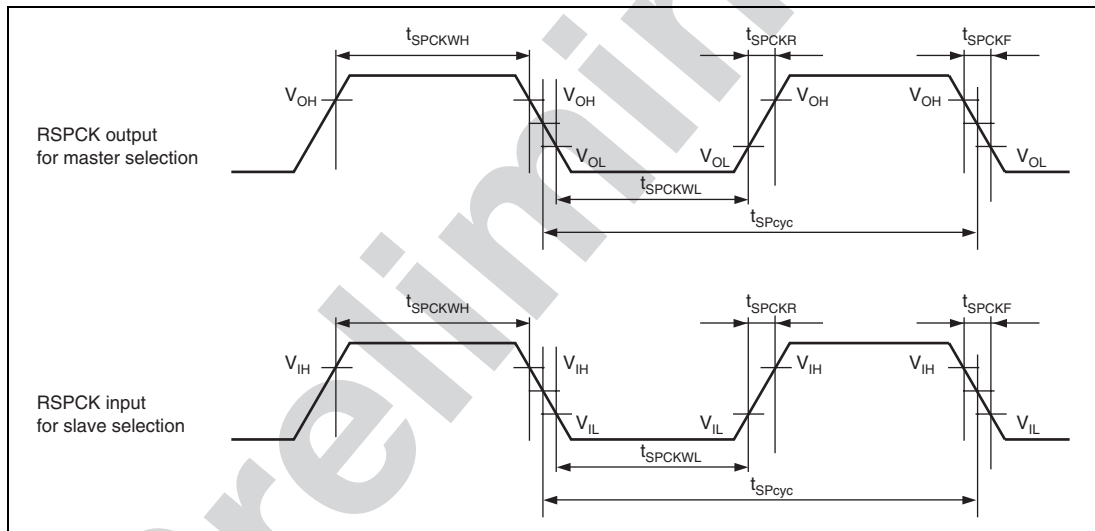 tSPCKWH tSPCKR tSPCKF
VOH VOH VOH VOH
RSPCK output
for master selection
VOL VOL VOL
tSPCKWL
tSPcyc
tSPCKWH tSPCKR tSPCKF
VIH VIH VIH VIH
RSPCK input
for slave selection
VIL VIL VIL
tSPCKWL
tSPcyc
Prelimin